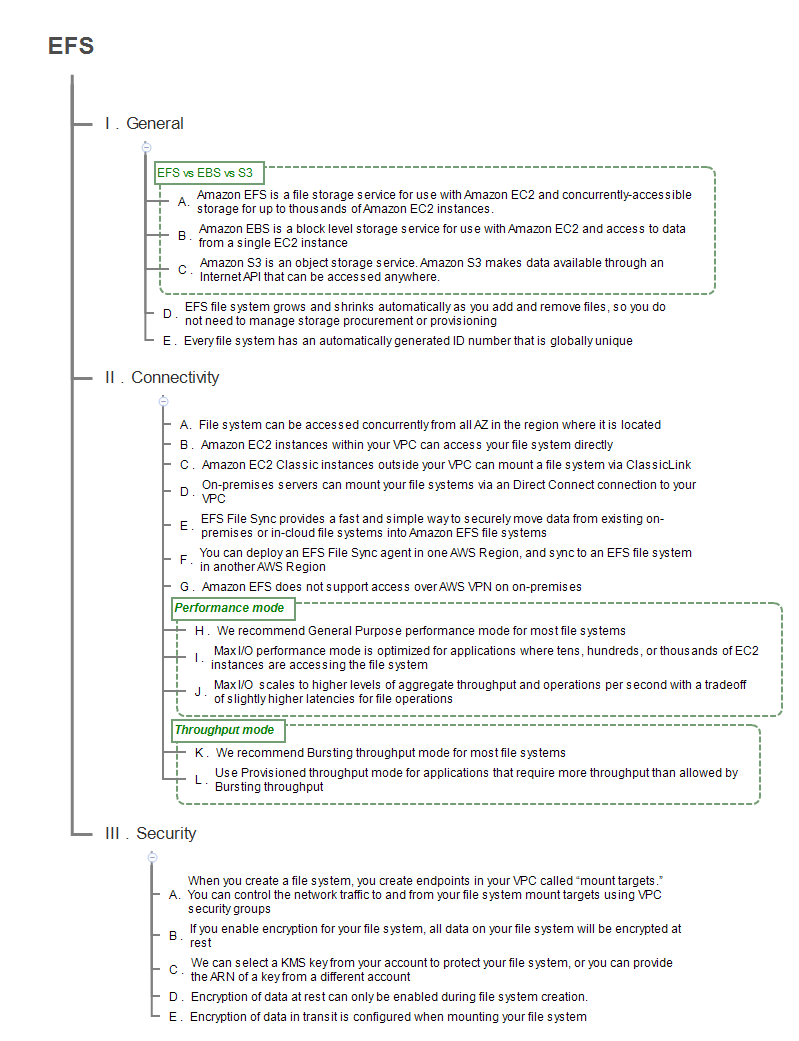 EFS
I . General
EFS vs EBS vs S3
A. Amazon EFS is a file storage service for use with Amazon EC2 and concurrently-accessible
storage for up to thousands of Amazon EC2 instances.
B . Amazon EBS is a block level storage service for use with Amazon EC2 and access to data
from a single EC2 instance
C . Amazon S3 is an object storage service. Amazon S3 makes data available through an
Internet API that can be accessed anywhere.
D . EFS file system grows and shrinks automatically as you add and remove files, so you do
not need to manage storage procurement or provisioning
E . Every file system has an automatically generated ID number that is globally unique
II . Connectivity
A. File system can be accessed concurrently from all AZ in the region where it is located
B . Amazon EC2 instances within your VPC can access your file system directly
C . Amazon EC2 Classic instances outside your VPC can mount a file system via ClassicLink
D . On-premises servers can mount your file systems via an Direct Connect connection to your
VPC
E . EFS File Sync provides a fast and simple way to securely move data from existing on-
premises or in-cloud file systems into Amazon EFS file systems
F . You can deploy an EFS File Sync agent in one AWS Region, and sync to an EFS file system
in another AWS Region
G . Amazon EFS does not support access over AWS VPN on on-premises
Performance mode
H . We recommend General Purpose performance mode for most file systems
I . Max I/O performance mode is optimized for applications where tens, hundreds, or thousands of EC2
instances are accessing the file system
J . Max I/O scales to higher levels of aggregate throughput and operations per second with a tradeoff
of slightly higher latencies for file operations
Throughput mode
K . We recommend Bursting throughput mode for most file systems
L . Use Provisioned throughput mode for applications that require more throughput than allowed by
Bursting throughput
III . Security
When you create a file system, you create endpoints in your VPC called “mount targets.”
A. You can control the network traffic to and from your file system mount targets using VPC
security groups
B . If you enable encryption for your file system, all data on your file system will be encrypted at
rest
C . We can select a KMS key from your account to protect your file system, or you can provide
the ARN of a key from a different account
D . Encryption of data at rest can only be enabled during file system creation.
E . Encryption of data in transit is configured when mounting your file system